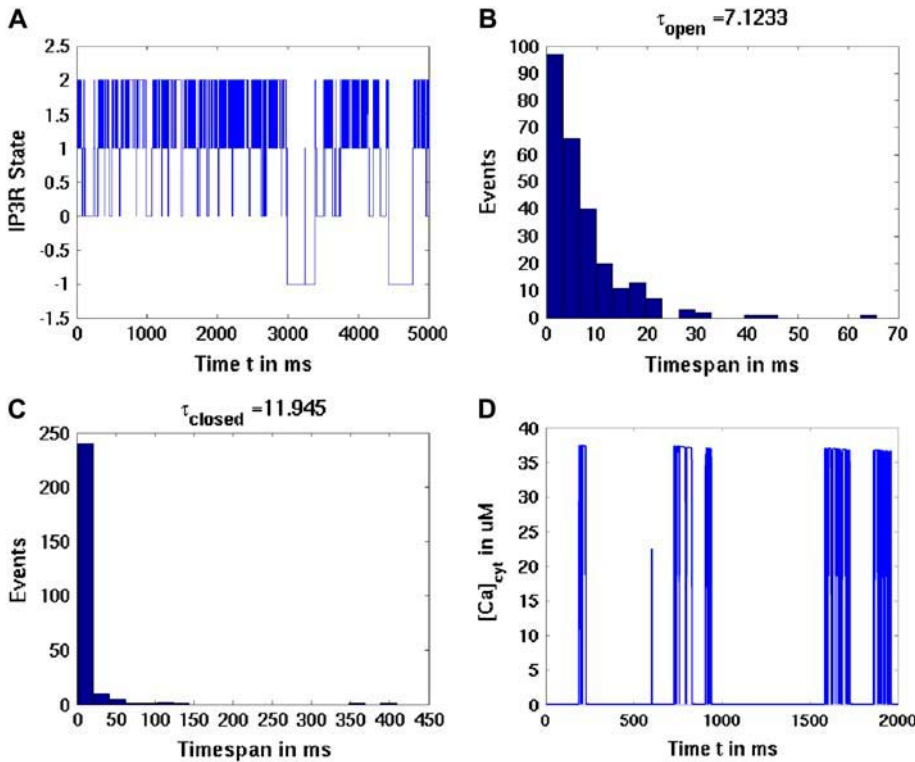 A
2.5
2
1.5
1
0.5
0
-0.5
-1
-1.5
IP3R State
0 1000 2000 3000 4000 5000
Time t in ms
B
τopen =7.1233
100
90
80
70
60
50
40
30
20
10
0
Events
0 10 20 30 40 50 60 70
Timespan in ms
C
τclosed =11.945
250
200
150
100
50
0
Events
0 50 100 150 200 250 300 350 400 450
Timespan in ms
D
40
35
30
25
20
15
10
5
0
[Ca]cyt in uM
0 500 1000 1500 2000
Time t in ms